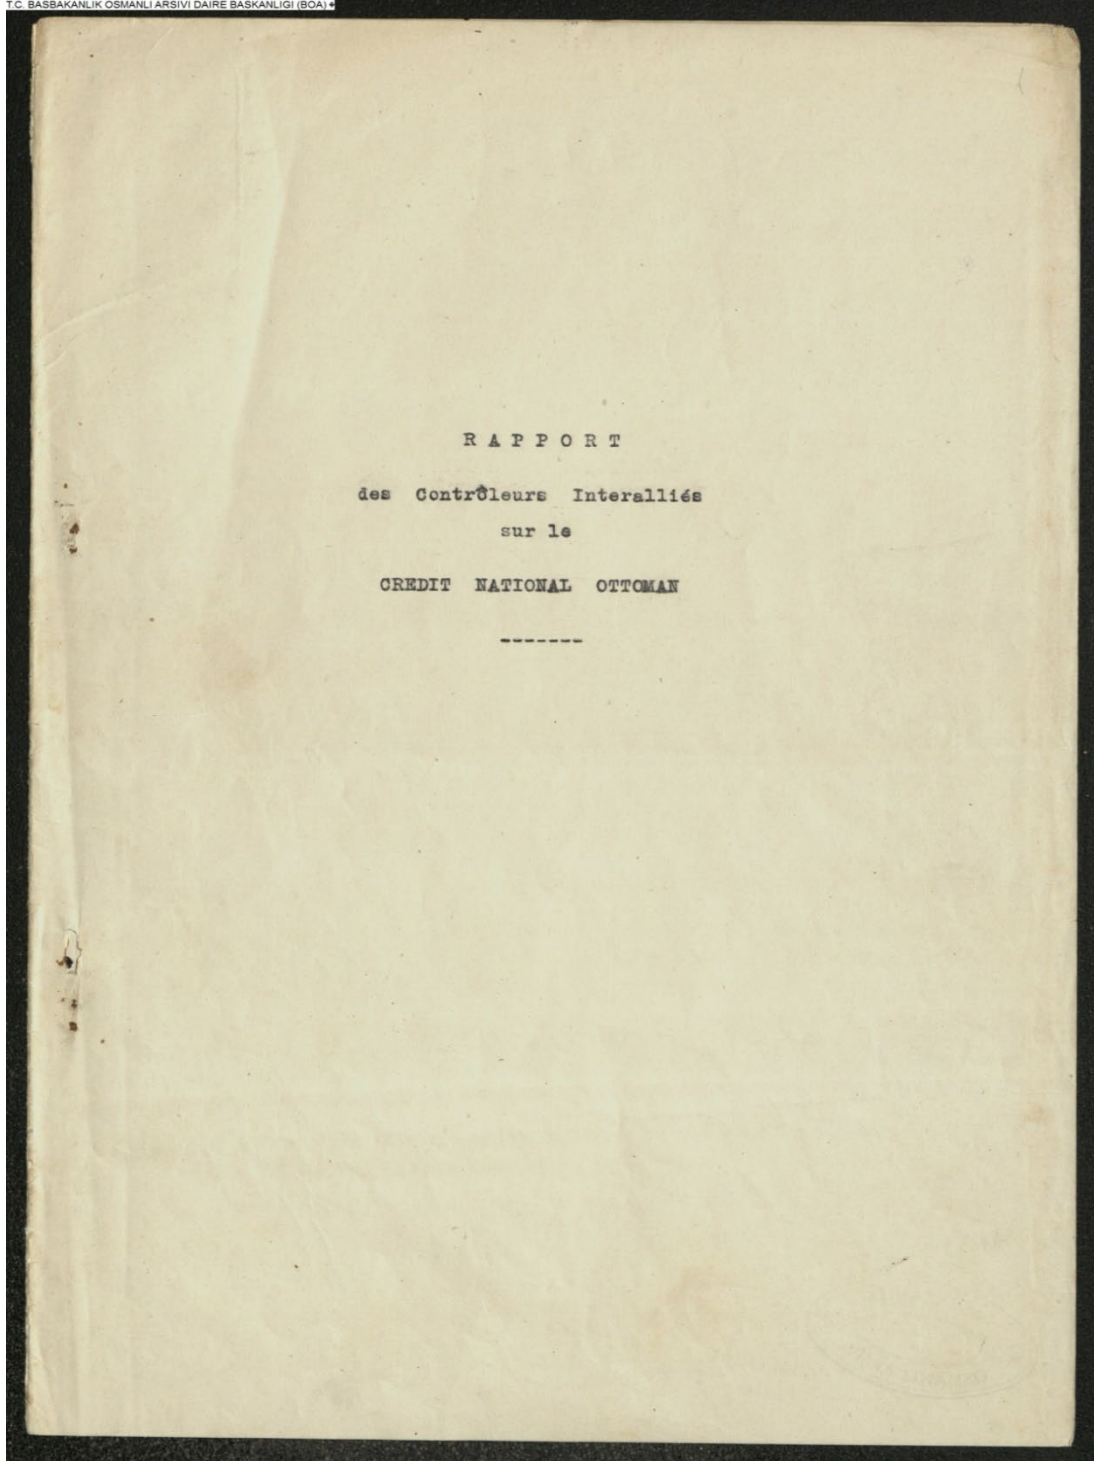 T.C. BASBAKANLIK OSMANLI ARSIVI DAIRE BASKANLIGI (BOA)
R A P P O R T
des Contrôleurs Interalliés
sur le
CREDIT NATIONAL OTTOMAN
-------